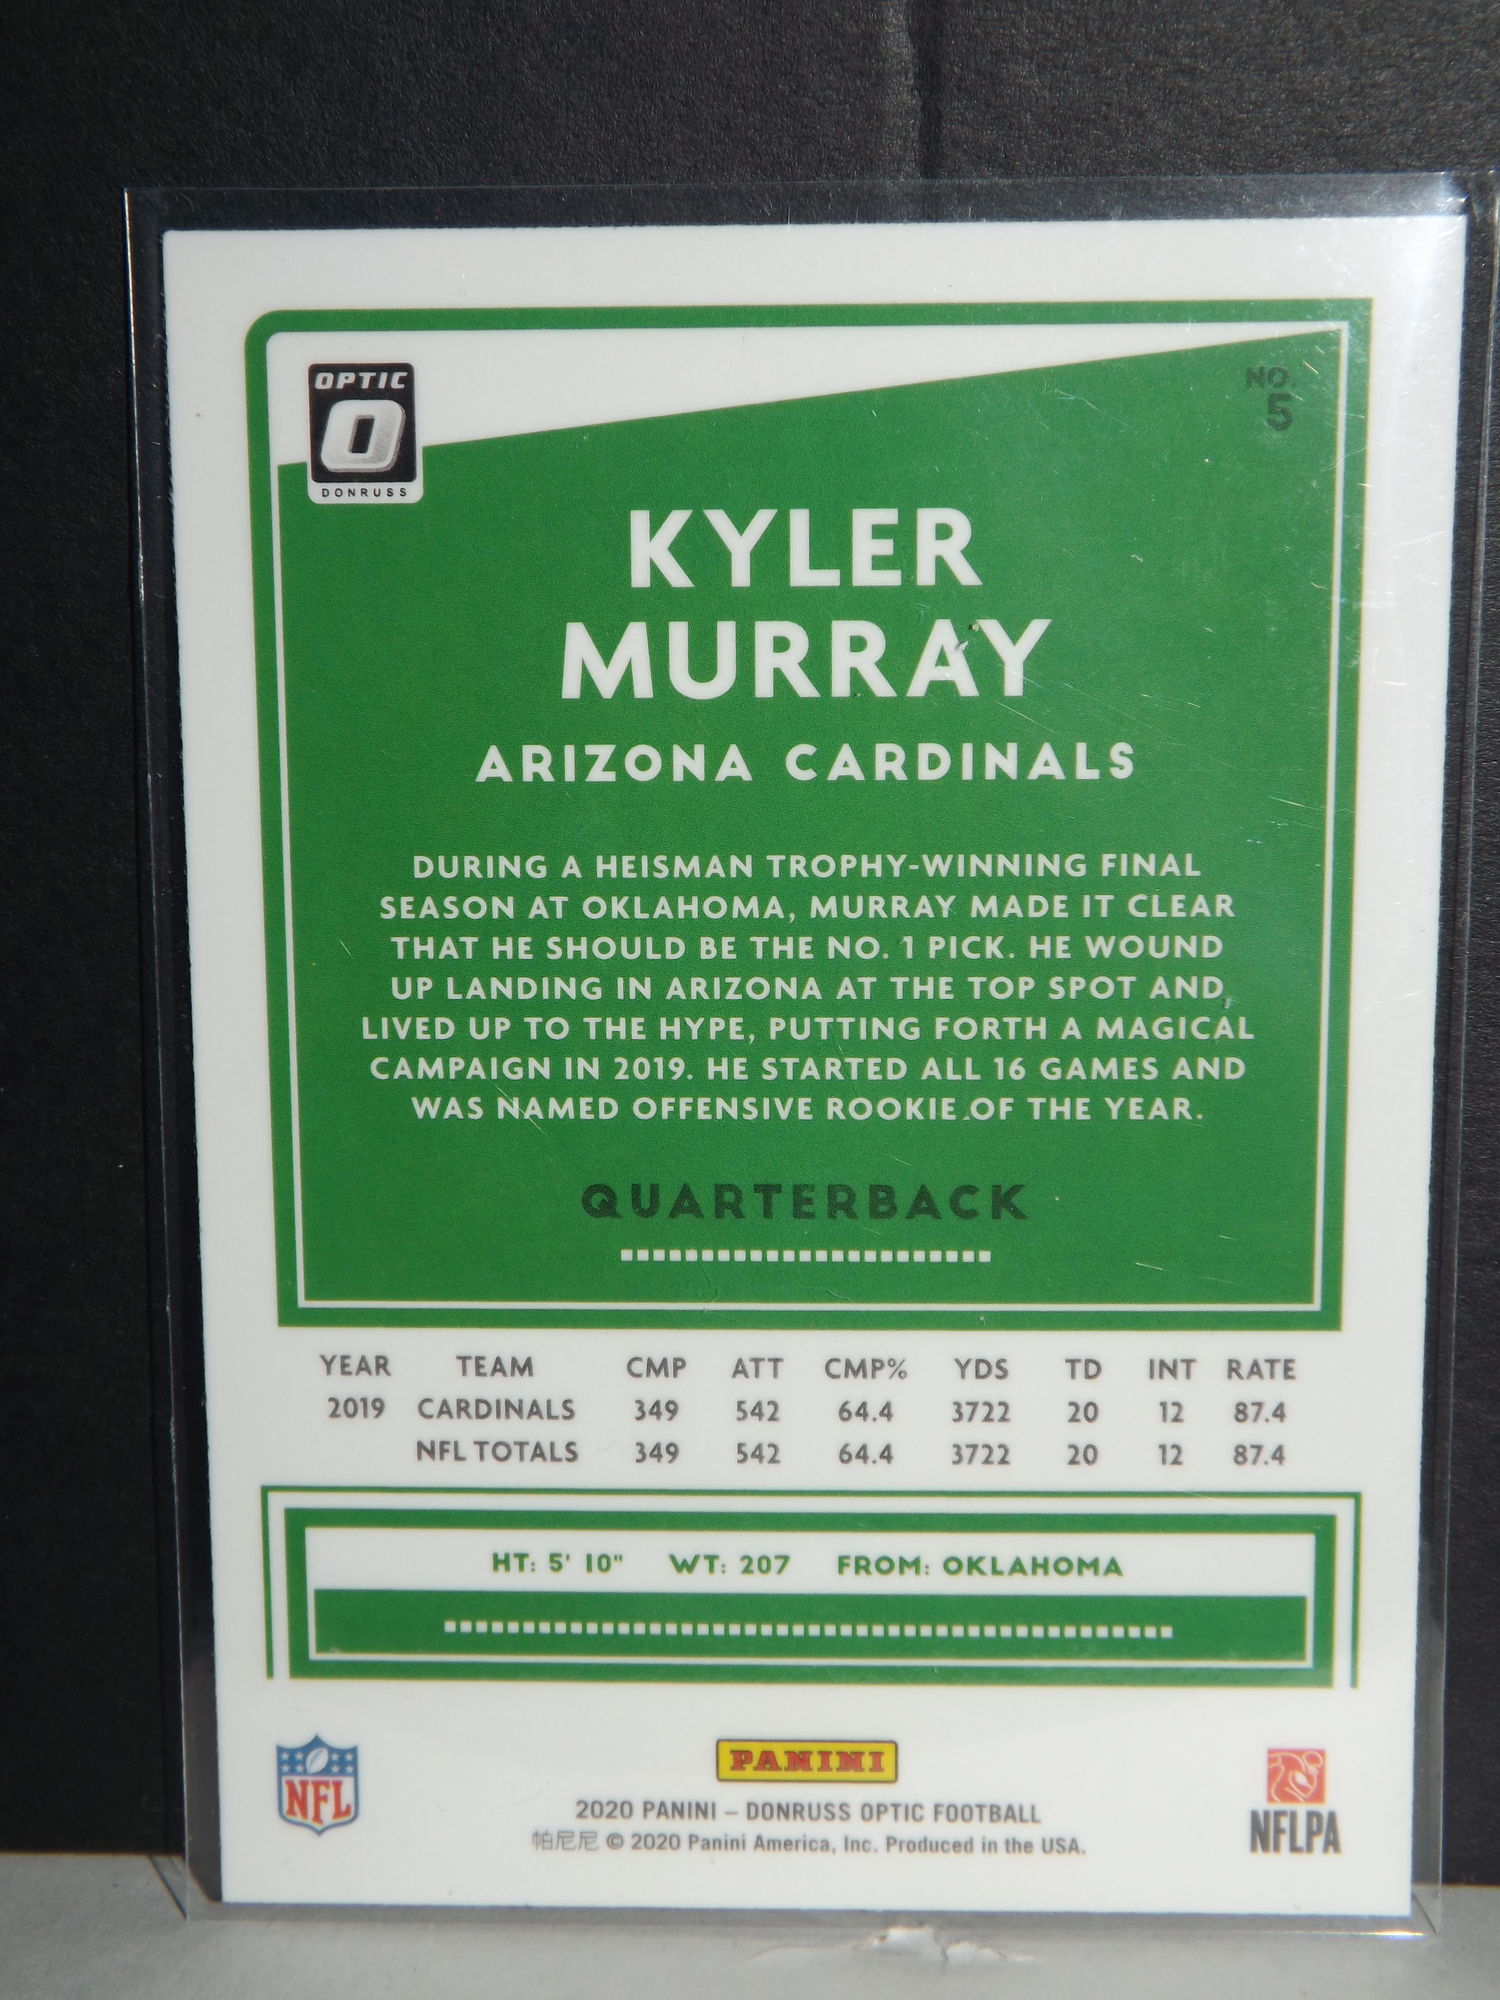 OPTIC
DONRUSS
NO.
5
KYLER
MURRAY
ARIZONA CARDINALS
DURING A HEISMAN TROPHY-WINNING FINAL
SEASON AT OKLAHOMA, MURRAY MADE IT CLEAR
THAT HE SHOULD BE THE NO. 1 PICK. HE WOUND
UP LANDING IN ARIZONA AT THE TOP SPOT AND
LIVED UP TO THE HYPE, PUTTING FORTH A MAGICAL
CAMPAIGN IN 2019. HE STARTED ALL 16 GAMES AND
WAS NAMED OFFENSIVE ROOKIE OF THE YEAR.
QUARTERBACK
YEAR TEAM CMP ATT CMP% YDS TD INT RATE
2019 CARDINALS 349 542 64.4 3722 20 12 87.4
NFL TOTALS 349 542 64.4 3722 20 12 87.4
HT: 5' 10" WT: 207 FROM: OKLAHOMA
NFL
PANINI
2020 PANINI – DONRUSS OPTIC FOOTBALL
帕尼尼 © 2020 Panini America, Inc. Produced in the USA.
NFLPA